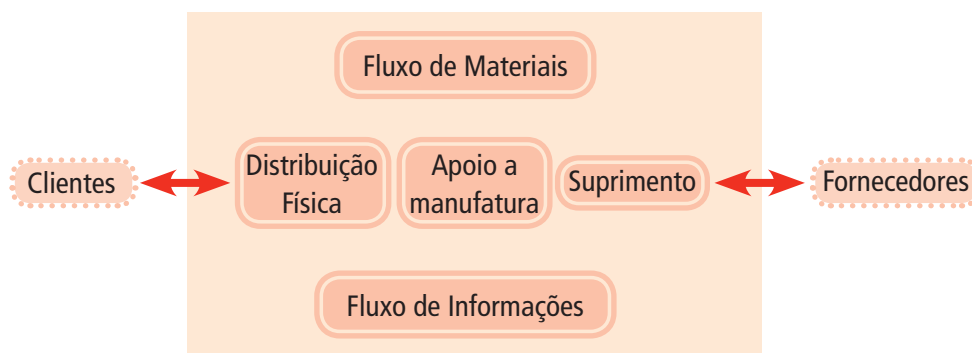 Fluxo de Materiais
Clientes
Distribuição
Física
Apoio a
manufatura
Suprimento
Fornecedores
Fluxo de Informações